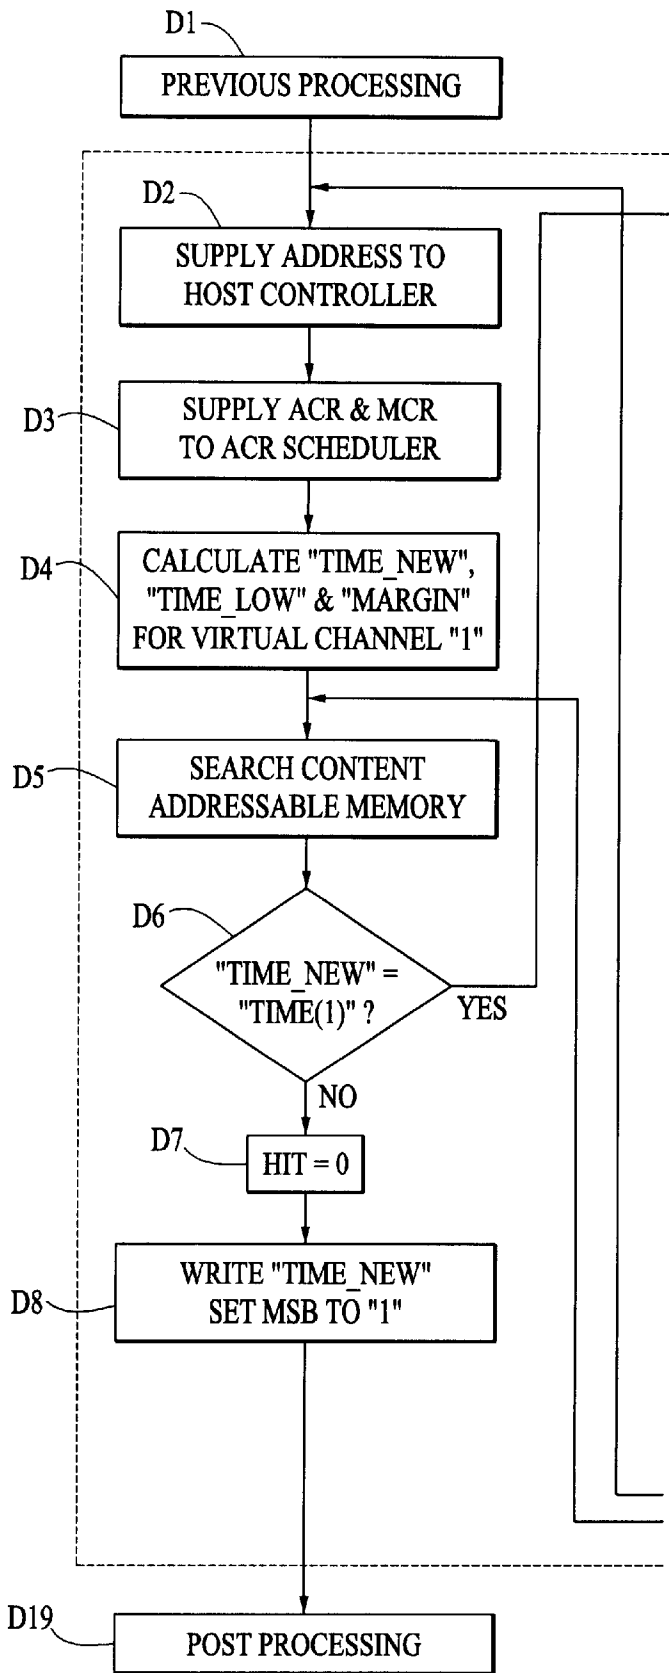 D1
PREVIOUS PROCESSING
D2
SUPPLY ADDRESS TO
HOST CONTROLLER
D3
SUPPLY ACR & MCR
TO ACR SCHEDULER
D4
CALCULATE "TIME_NEW",
"TIME_LOW" & "MARGIN"
FOR VIRTUAL CHANNEL "1"
D5
SEARCH CONTENT
ADDRESSABLE MEMORY
D6
"TIME_NEW" =
"TIME(1)" ?
YES
NO
D7
HIT = 0
D8
WRITE "TIME_NEW"
SET MSB TO "1"
D19
POST PROCESSING